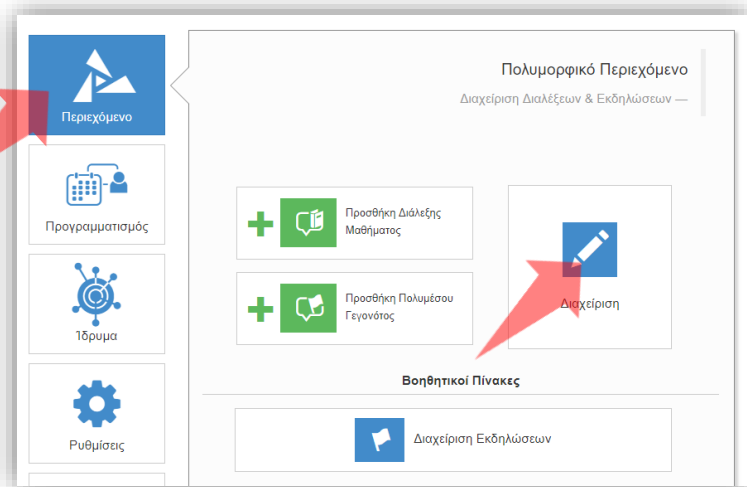 Περιεχόμενο
Προγραμματισμός
Ίδρυμα
Ρυθμίσεις
Πολυμορφικό Περιεχόμενο
Διαχείριση Διαλέξεων & Εκδηλώσεων —
Προσθήκη Διάλεξης
Μαθήματος
Προσθήκη Πολυμέσου
Γεγονότος
Διαχείριση
Βοηθητικοί Πίνακες
Διαχείριση Εκδηλώσεων